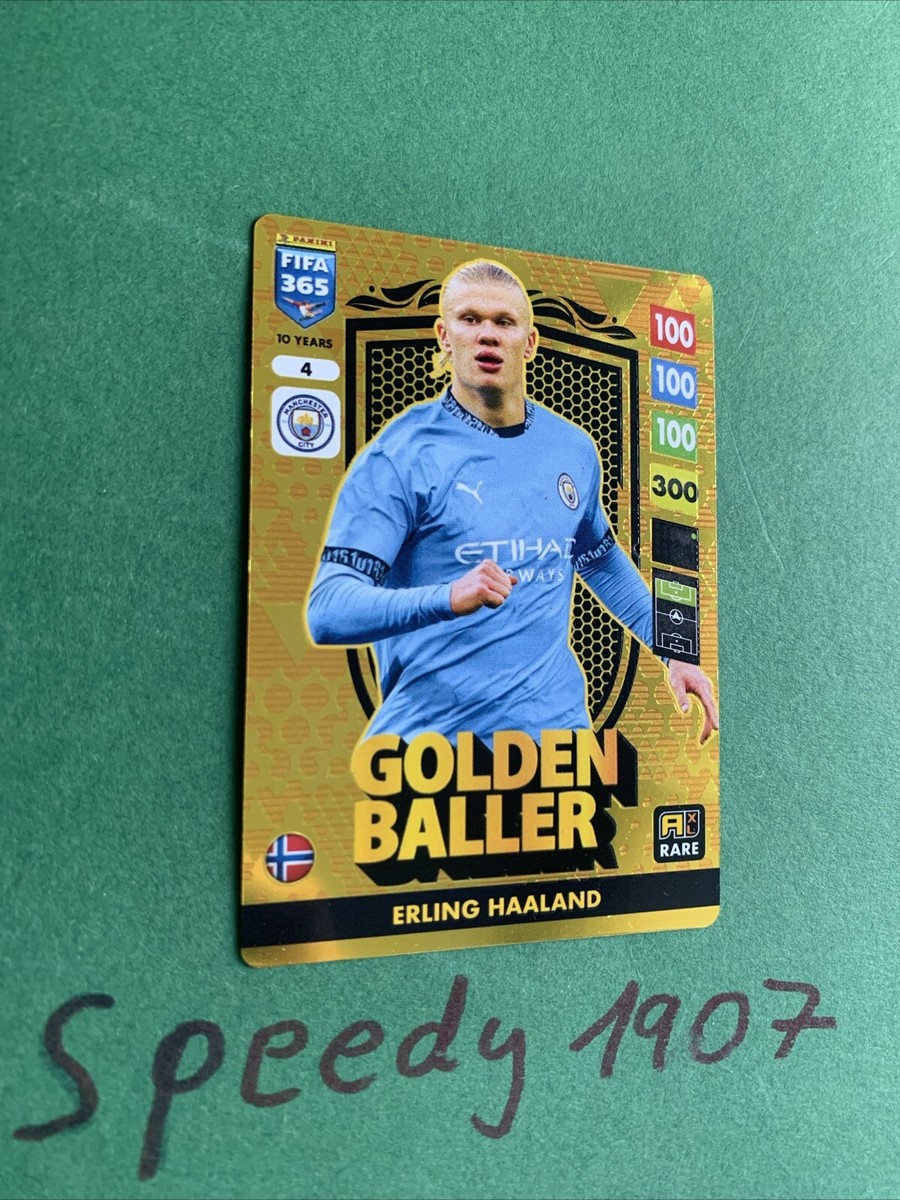 PANINI
FIFA
365
10 YEARS
4
MANCHESTER
CITY
100
100
100
300
ETIHAD
GOLDEN
BALLER
XL
RARE
ERLING HAALAND
Speedy 1907